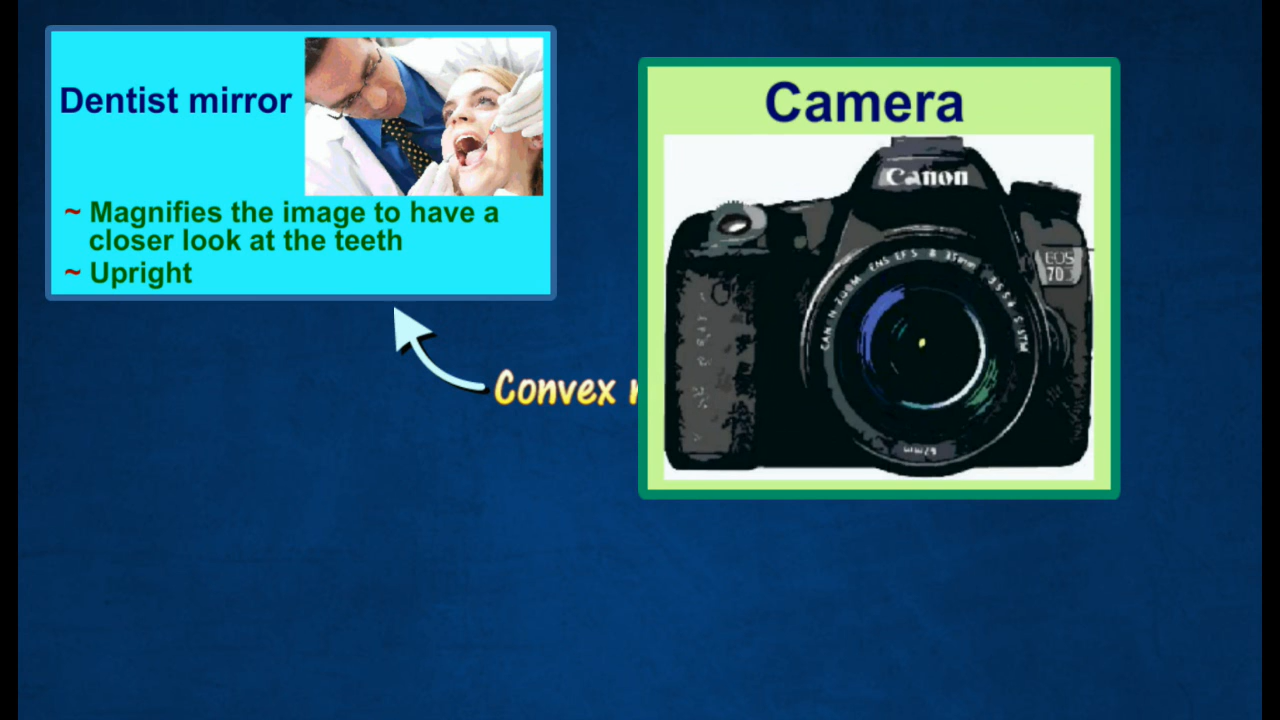 Dentist mirror
~ Magnifies the image to have a
closer look at the teeth
~ Upright
Convex
Camera
Canon
EOS
70